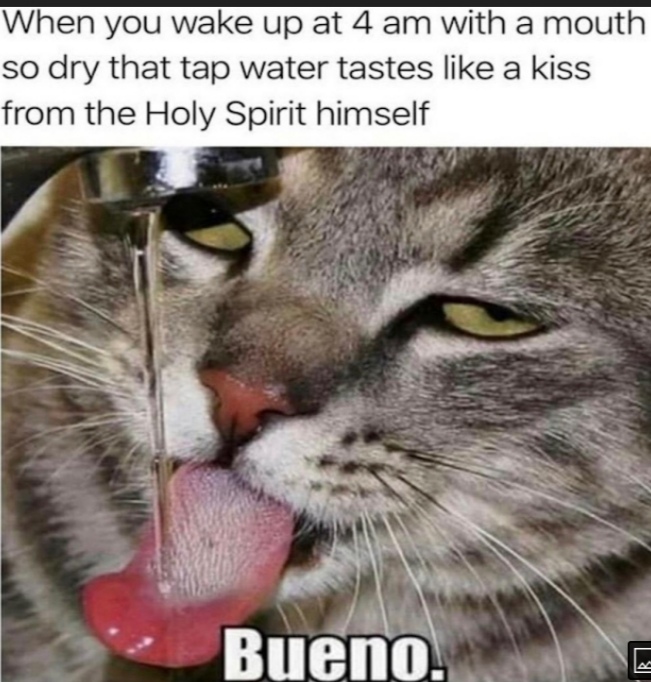 When you wake up at 4 am with a mouth
so dry that tap water tastes like a kiss
from the Holy Spirit himself
Bueno.